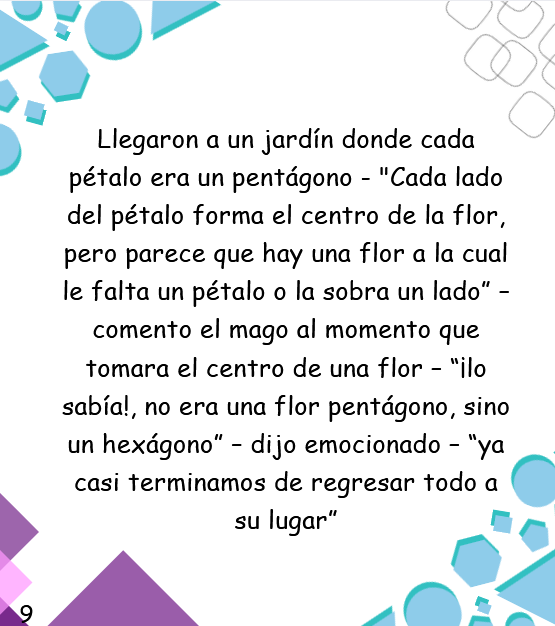 Llegaron a un jardín donde cada
pétalo era un pentágono - "Cada lado
del pétalo forma el centro de la flor,
pero parece que hay una flor a la cual
le falta un pétalo o la sobra un lado” –
comento el mago al momento que
tomara el centro de una flor – “¡lo
sabía!, no era una flor pentágono, sino
un hexágono” – dijo emocionado – “ya
casi terminamos de regresar todo a
su lugar”
9